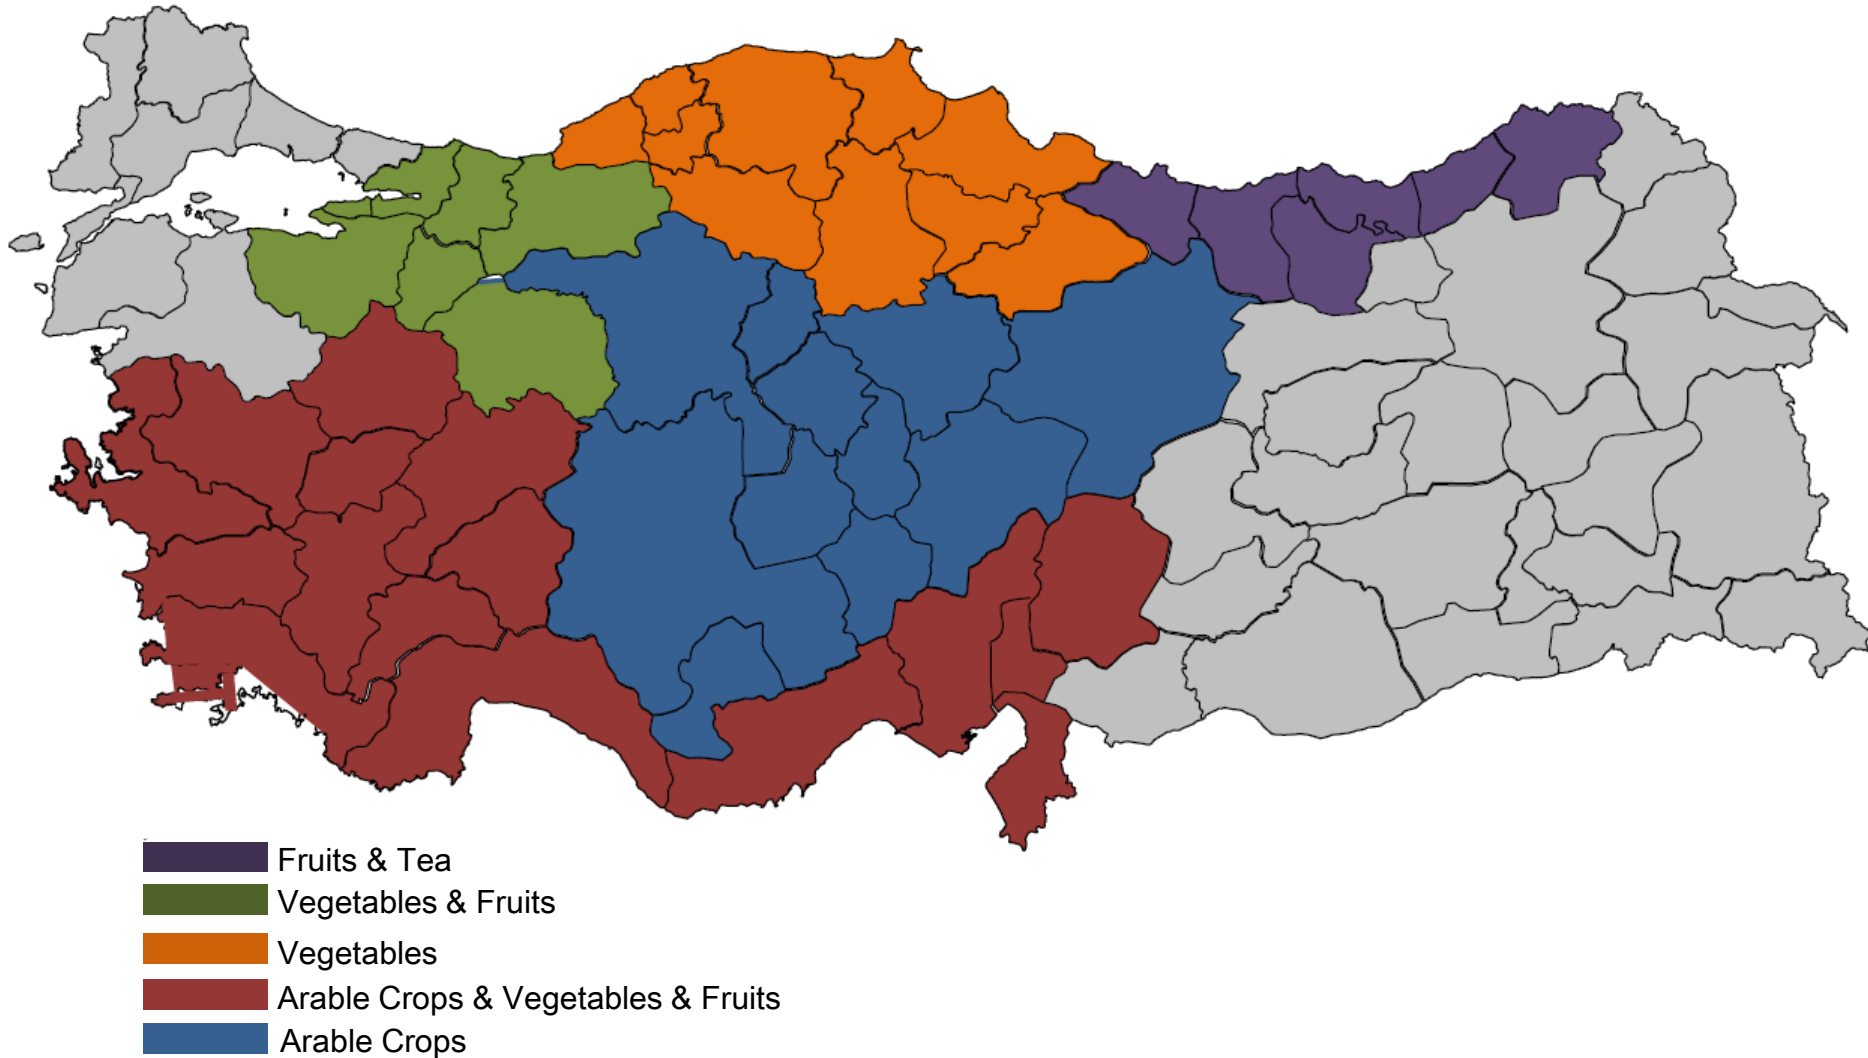 Fruits & Tea
Vegetables & Fruits
Vegetables
Arable Crops & Vegetables & Fruits
Arable Crops